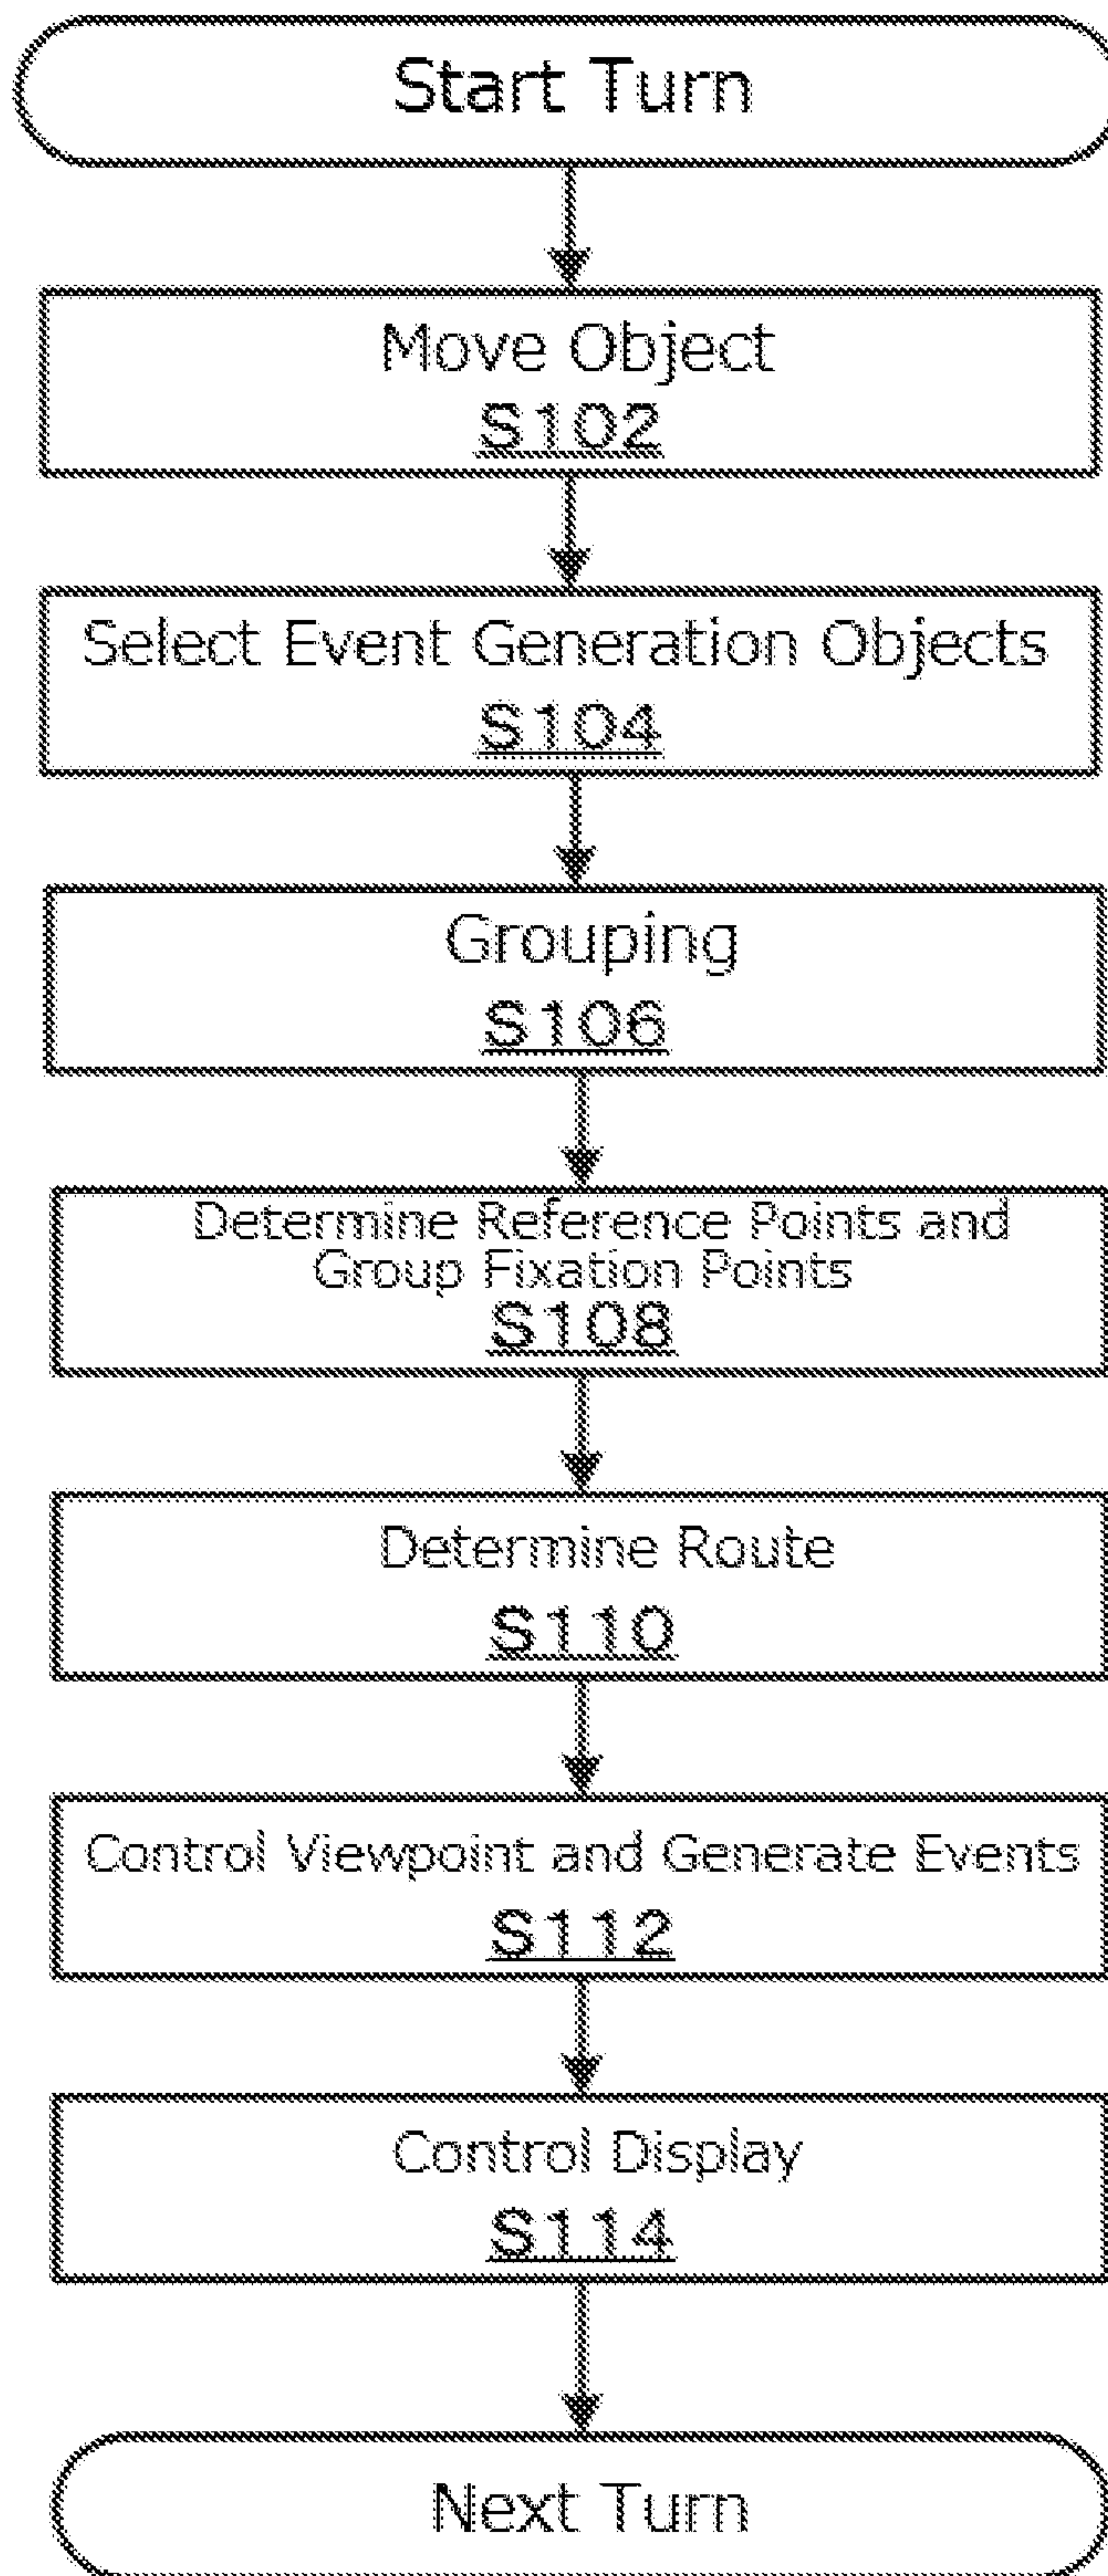 Start Turn
Move Object
S102
Select Event Generation Objects
S104
Grouping
S106
Determine Reference Points and
Group Fixation Points
S108
Determine Route
S110
Control Viewpoint and Generate Events
S112
Control Display
S114
Next Turn